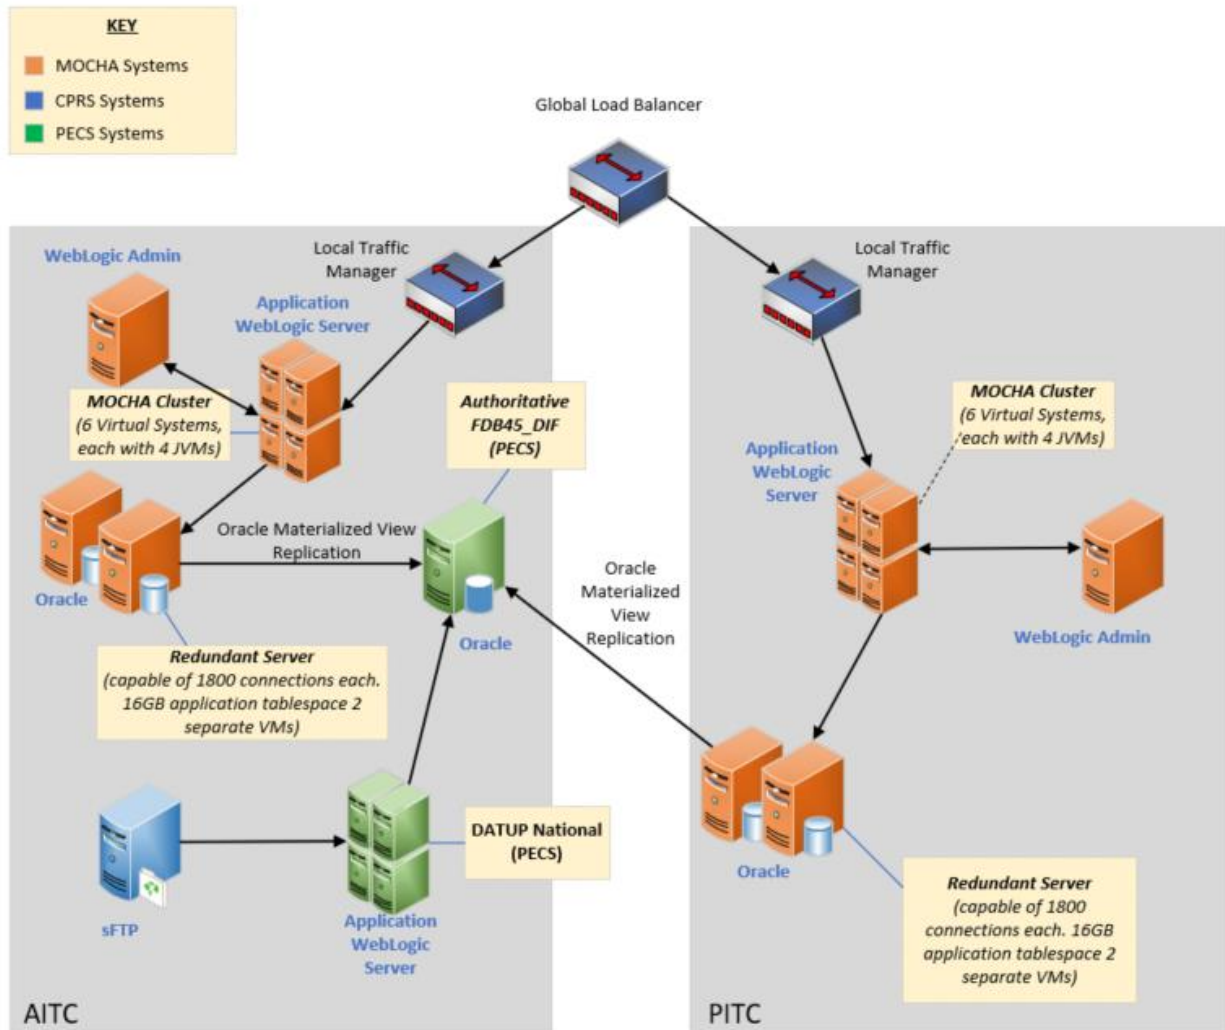 KEY
MOCHA Systems
CPRS Systems
PECS Systems
Global Load Balancer
WebLogic Admin
Local Traffic
Manager
Application
WebLogic Server
MOCHA Cluster
(6 Virtual Systems,
each with 4 JVMs)
Authoritative
FDB45_DIF
(PECS)
Oracle Materialized View
Replication
Oracle
Oracle
Redundant Server
(capable of 1800 connections each.
16GB application tablespace 2
separate VMs)
sFTP
DATUP National
(PECS)
Application
WebLogic
Server
AITC
Oracle
Materialized
View
Replication
Local Traffic
Manager
MOCHA Cluster
(6 Virtual Systems,
each with 4 JVMs)
Application
WebLogic
Server
WebLogic Admin
Oracle
Redundant Server
(capable of 1800
connections each. 16GB
application tablespace 2
separate VMs)
PITC